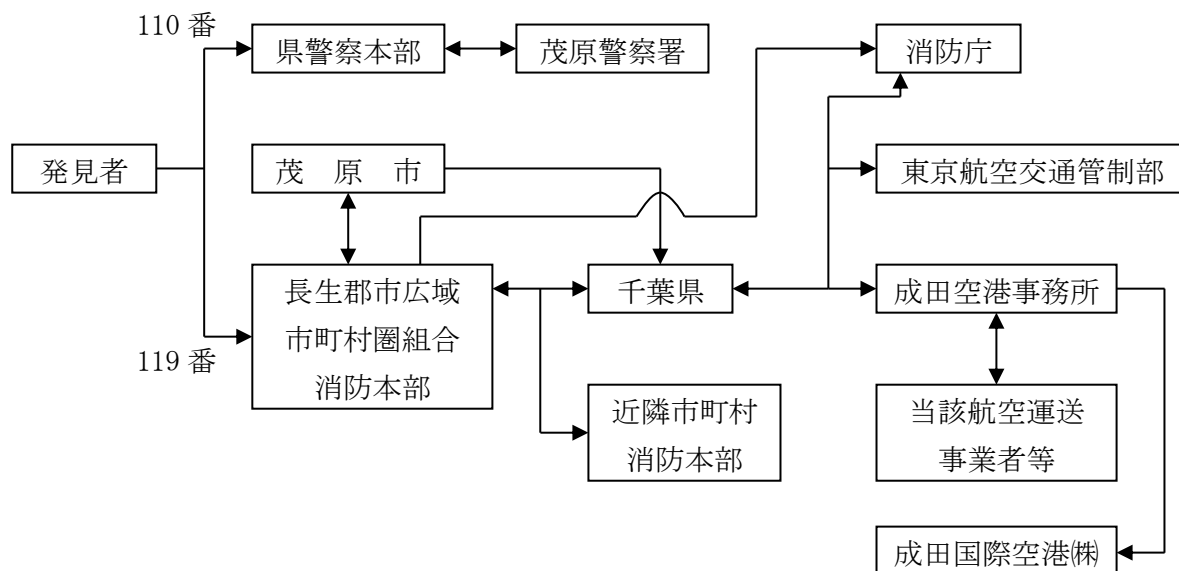 110 番
県警察本部
茂原警察署
消防庁
発見者
茂　原　市
東京航空交通管制部
長生郡市広域
市町村圏組合
消防本部
千葉県
成田空港事務所
119 番
近隣市町村
消防本部
当該航空運送
事業者等
成田国際空港㈱